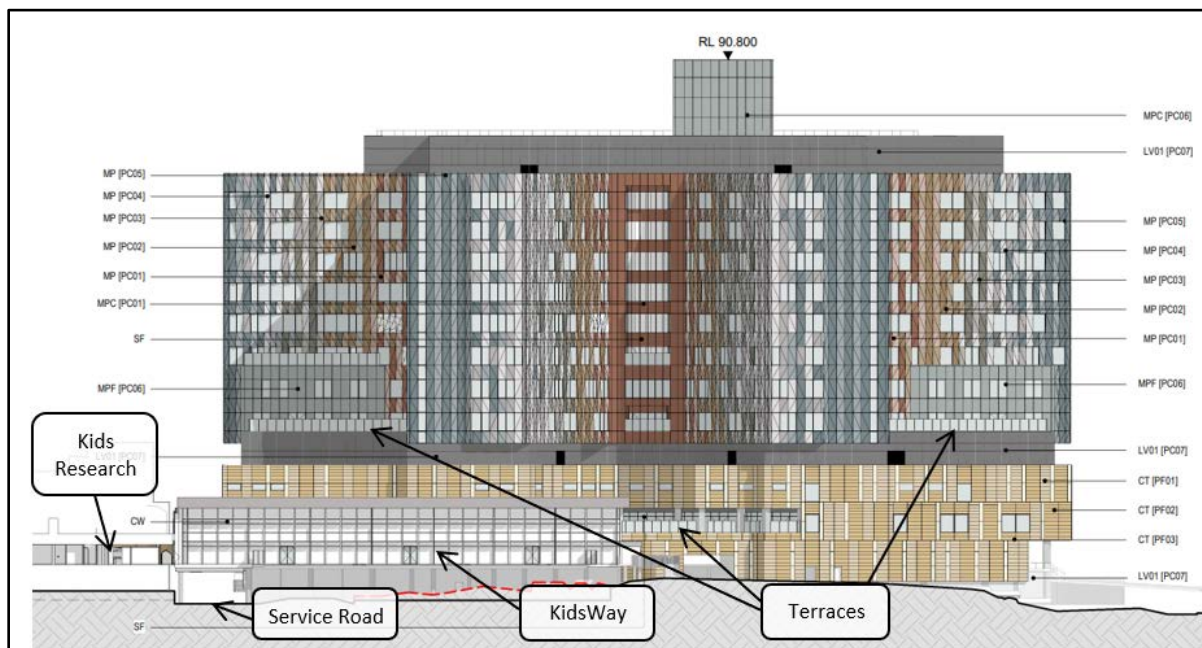 RL 90.800
MPC [PC06]
LV01 [PC07]
MP [PC05]
MP [PC04]
MP [PC03]
MP [PC02]
MP [PC01]
MPC [PC01]
SF
MPF [PC06]
MP [PC05]
MP [PC04]
MP [PC03]
MP [PC02]
MP [PC01]
MPF [PC06]
Kids
Research
LV01 [PC07]
LV01 [PC07]
CT [PF01]
CT [PF02]
CT [PF03]
LV01 [PC07]
CW
Service Road
KidsWay
Terraces
SF